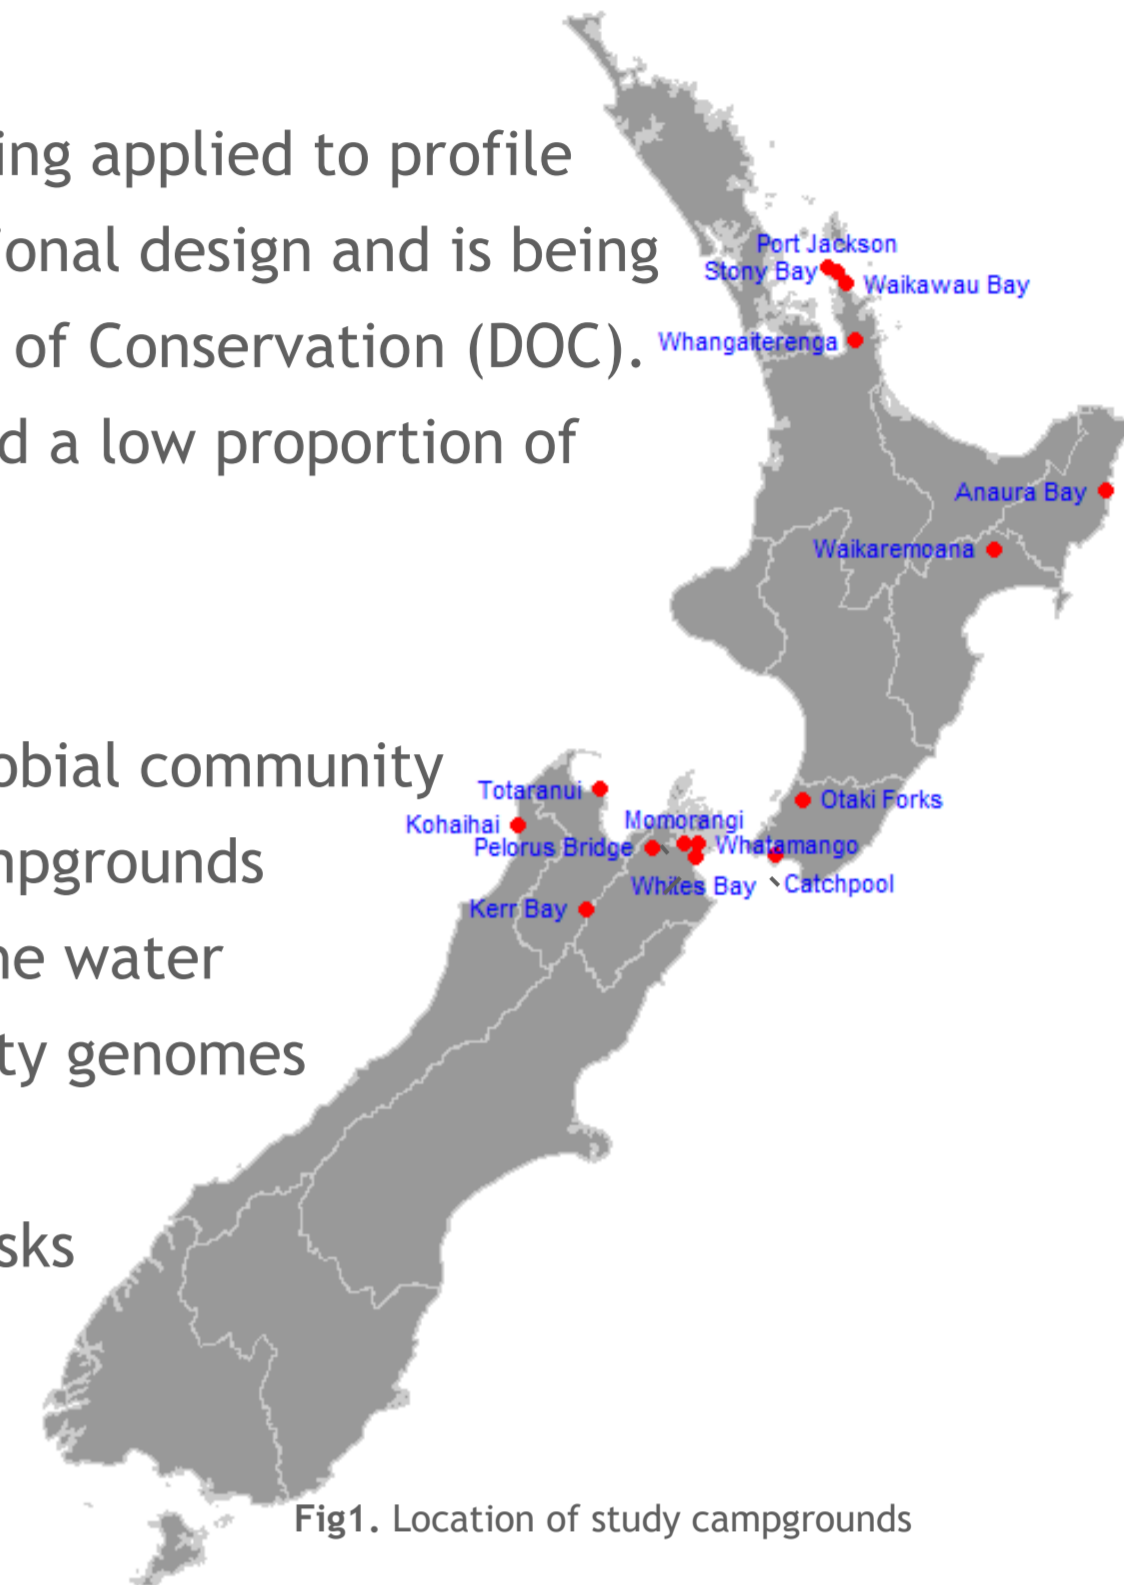 ing applied to profile
ional design and is being
of Conservation (DOC).
d a low proportion of
obial community
mpgrounds
ne water
ty genomes
sks
Port Jackson
Stony Bay
Waikawau Bay
Whangaiterenga
Anaura Bay
Waikaremoana
Totaranui
Otaki Forks
Kohaihai
Momorangi
Pelorus Bridge
Whatamango
Whites Bay
Catchpool
Kerr Bay
Fig1. Location of study campgrounds